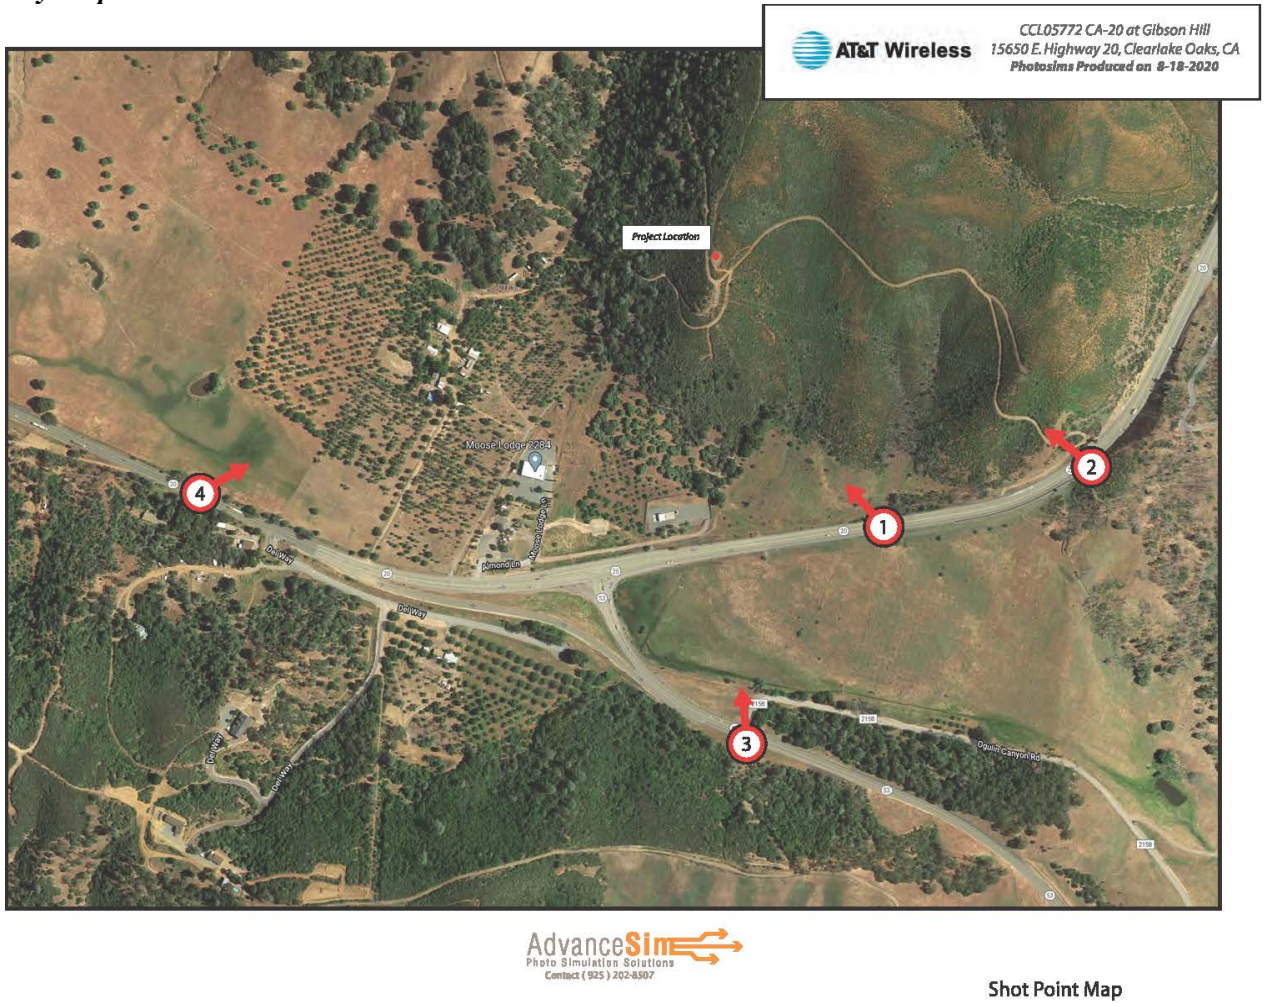 AT&T Wireless
CCL05772 CA-20 at Gibson Hill
15650 E. Highway 20, Clearlake Oaks, CA
Photosims Produced on 8-18-2020
Project Location
20
Moose Lodge 2284
2
4
20
Moose Lodge Ln
1
20
Del Way
Almond Ln
20
20
53
Del Way
2158
2158
3
Ogulin Canyon Rd
Del Way
Del Way
53
2158
53
AdvanceSim
Photo Simulation Solutions
Contact ( 925 ) 202-8507
Shot Point Map